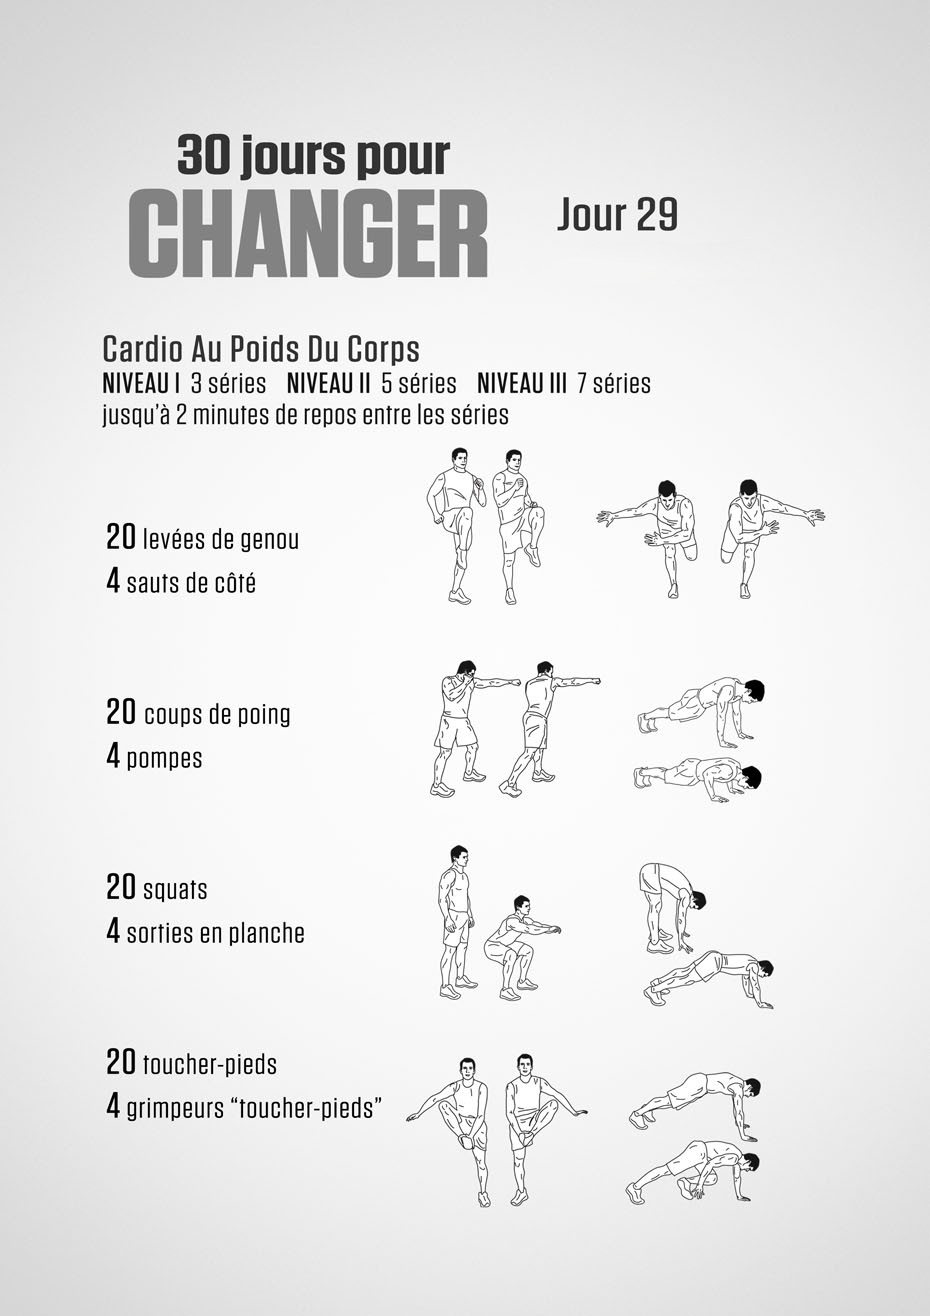 30 jours pour
CHANGER
Jour 29
Cardio Au Poids Du Corps
NIVEAU I 3 séries NIVEAU II 5 séries NIVEAU III 7 séries
jusqu'à 2 minutes de repos entre les séries
20 levées de genou
4 sauts de côté
20 coups de poing
4 pompes
20 squats
4 sorties en planche
20 toucher-pieds
4 grimpeurs “toucher-pieds”